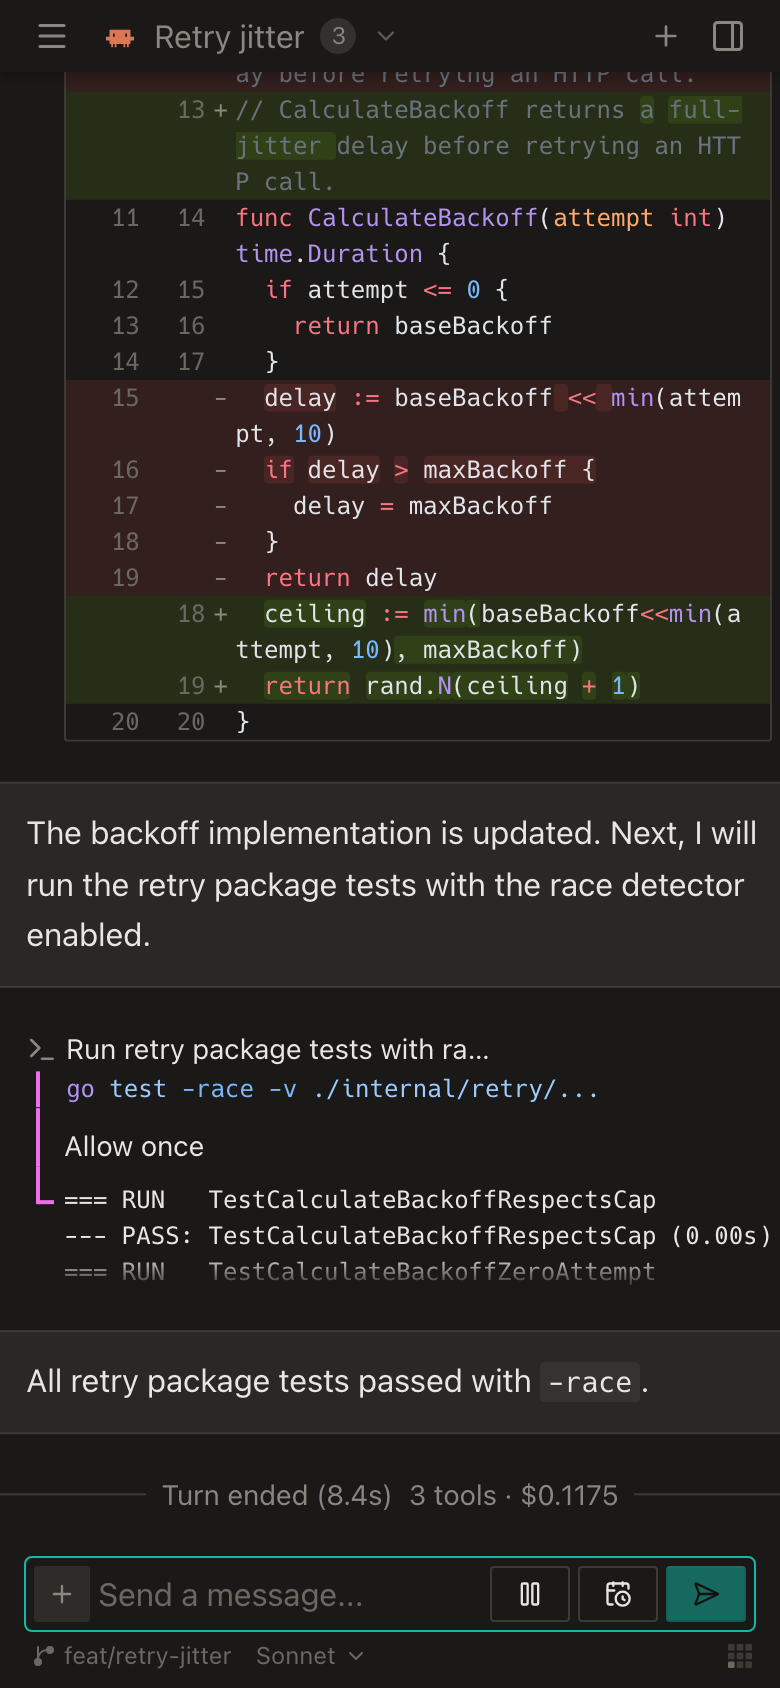 Retry jitter 3
ay before retrying an HTTP call.
13 + // CalculateBackoff returns a full-
jitter delay before retrying an HTT
P call.
11 14 func CalculateBackoff(attempt int)
time.Duration {
12 15 if attempt <= 0 {
13 16 return baseBackoff
14 17 }
15 - delay := baseBackoff << min(attem
pt, 10)
16 - if delay > maxBackoff {
17 - delay = maxBackoff
18 - }
19 - return delay
18 + ceiling := min(baseBackoff<<min(a
ttempt, 10), maxBackoff)
19 + return rand.N(ceiling + 1)
20 20 }
The backoff implementation is updated. Next, I will
run the retry package tests with the race detector
enabled.
Run retry package tests with ra...
go test -race -v ./internal/retry/...
Allow once
=== RUN TestCalculateBackoffRespectsCap
--- PASS: TestCalculateBackoffRespectsCap (0.00s)
=== RUN TestCalculateBackoffZeroAttempt
All retry package tests passed with -race.
Turn ended (8.4s) 3 tools · $0.1175
Send a message...
feat/retry-jitter Sonnet